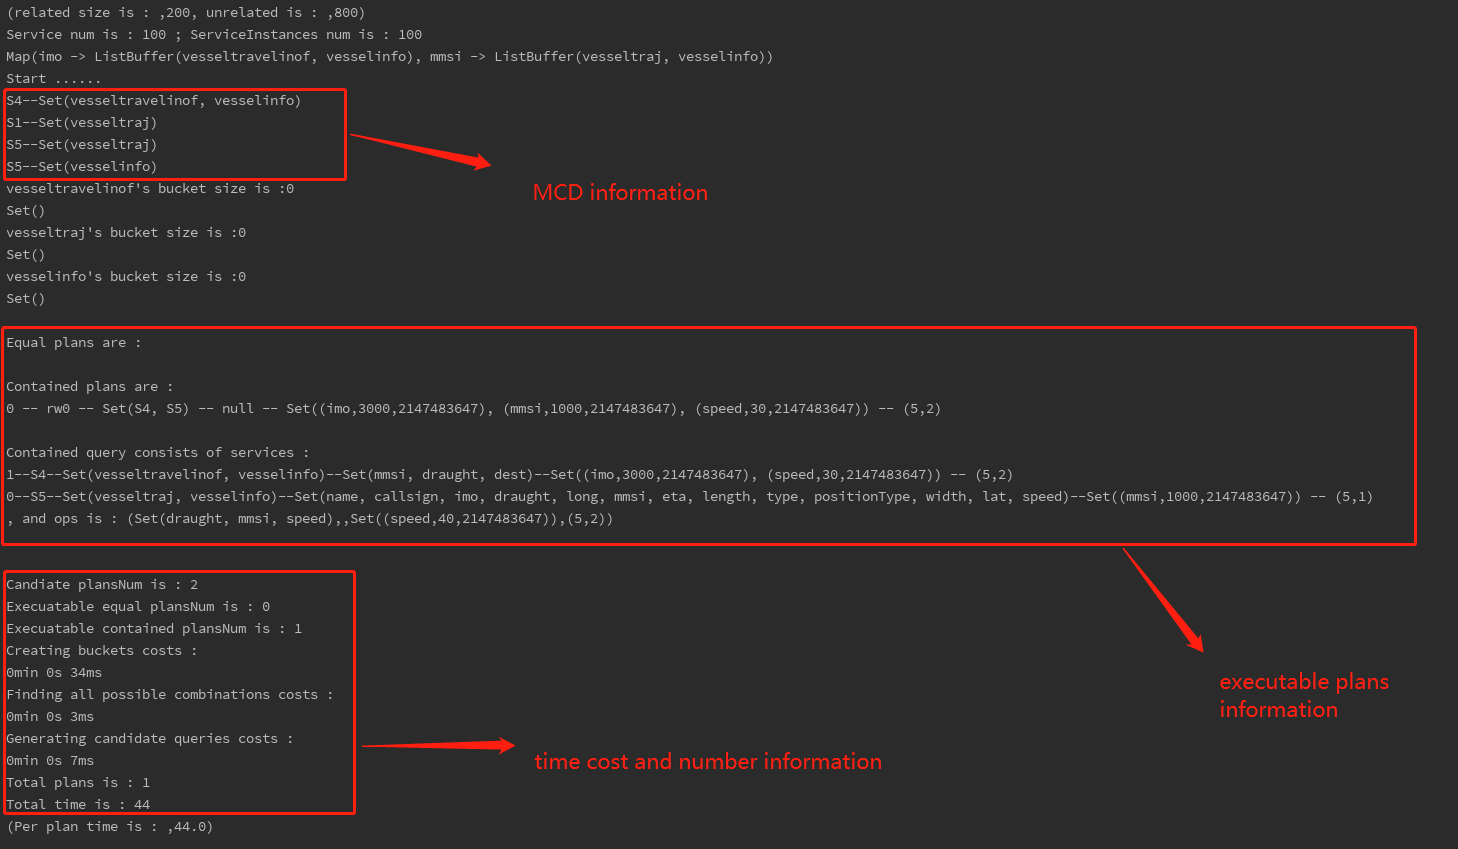 (related size is : ,200, unrelated is : ,800)
Service num is : 100 ; ServiceInstances num is : 100
Map(imo -> ListBuffer(vesseltravelinof, vesselinfo), mmsi -> ListBuffer(vesseltraj, vesselinfo))
Start ......
S4--Set(vesseltravelinof, vesselinfo)
S1--Set(vesseltraj)
S5--Set(vesseltraj)
S5--Set(vesselinfo)
MCD information
vesseltravelinof's bucket size is :0
Set()
vesseltraj's bucket size is :0
Set()
vesselinfo's bucket size is :0
Set()
Equal plans are :
Contained plans are :
0 -- rw0 -- Set(S4, S5) -- null -- Set((imo,3000,2147483647), (mmsi,1000,2147483647), (speed,30,2147483647)) -- (5,2)
Contained query consists of services :
1--S4--Set(vesseltravelinof, vesselinfo)--Set(mmsi, draught, dest)--Set((imo,3000,2147483647), (speed,30,2147483647)) -- (5,2)
0--S5--Set(vesseltraj, vesselinfo)--Set(name, callsign, imo, draught, long, mmsi, eta, length, type, positionType, width, lat, speed)--Set((mmsi,1000,2147483647)) -- (5,1)
, and ops is : (Set(draught, mmsi, speed),,Set((speed,40,2147483647)),(5,2))
executable plans
information
Candiate plansNum is : 2
Execuatable equal plansNum is : 0
Execuatable contained plansNum is : 1
Creating buckets costs :
0min 0s 34ms
Finding all possible combinations costs :
0min 0s 3ms
Generating candidate queries costs :
0min 0s 7ms
Total plans is : 1
Total time is : 44
time cost and number information
(Per plan time is : ,44.0)